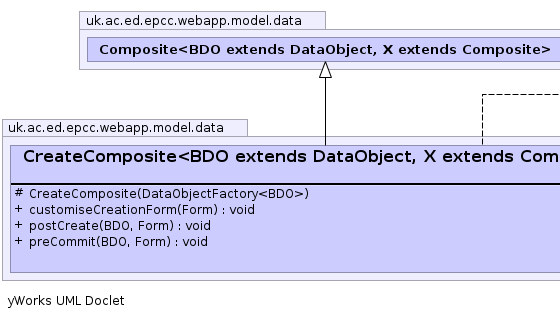 uk.ac.ed.epcc.webapp.model.data
Composite<BDO extends DataObject, X extends Composite>
uk.ac.ed.epcc.webapp.model.data
CreateComposite<BDO extends DataObject, X extends Com
# CreateComposite(DataObjectFactory<BDO>)
+ customiseCreationForm(Form) : void
+ postCreate(BDO, Form) : void
+ preCommit(BDO, Form) : void
yWorks UML Doclet